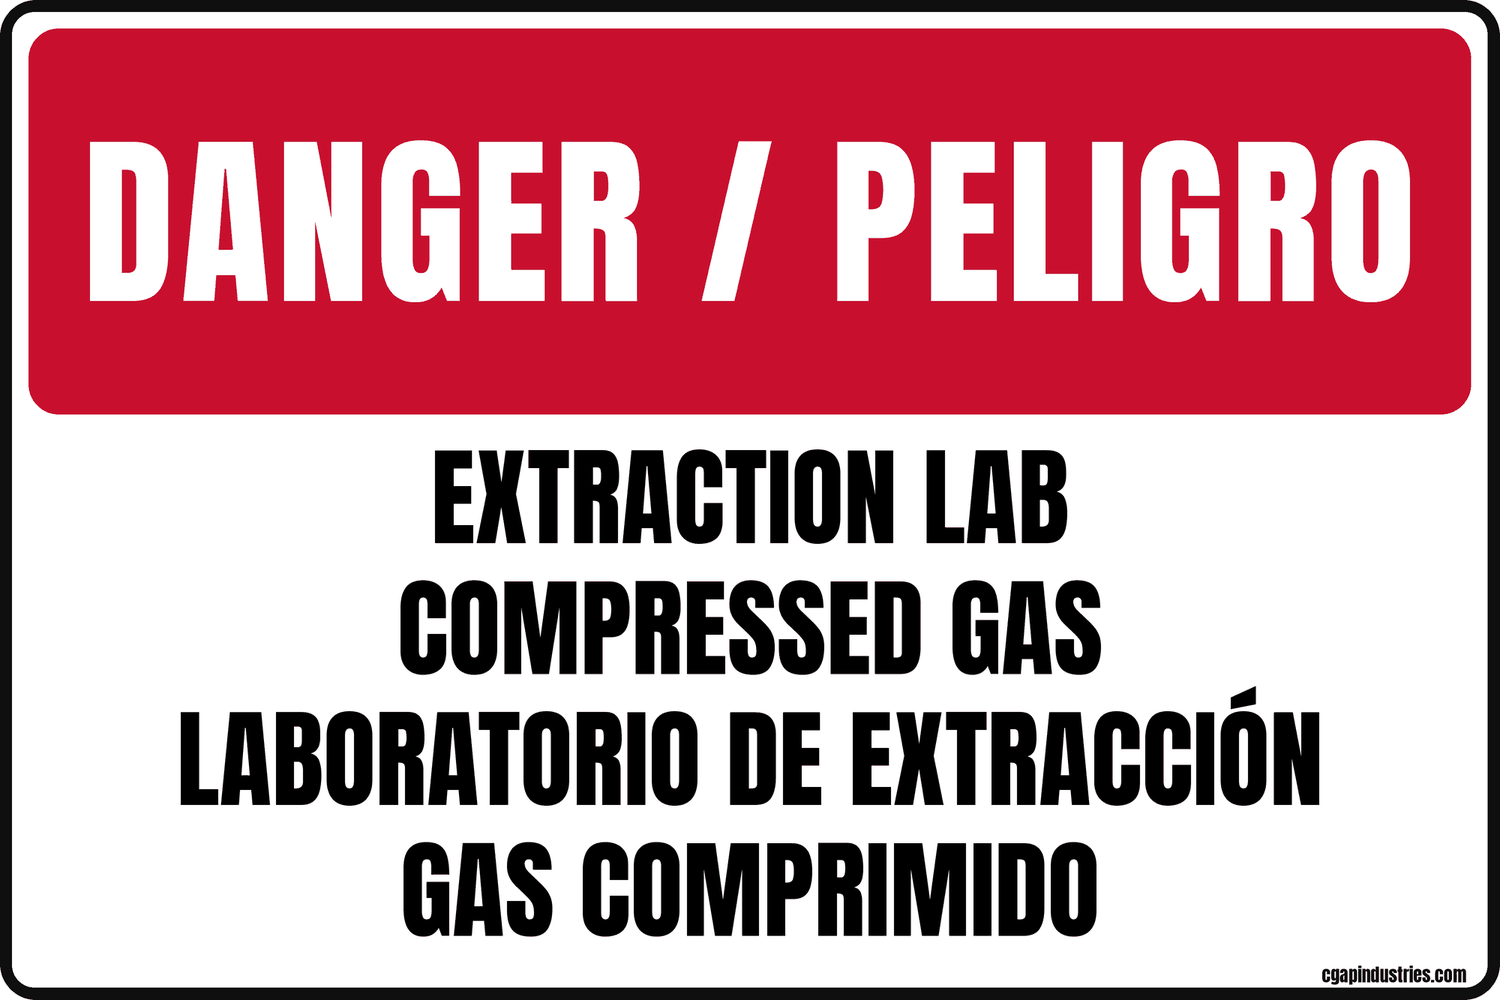 DANGER / PELIGRO
EXTRACTION LAB
COMPRESSED GAS
LABORATORIO DE EXTRACCIÓN
GAS COMPRIMIDO
cgapindustries.com